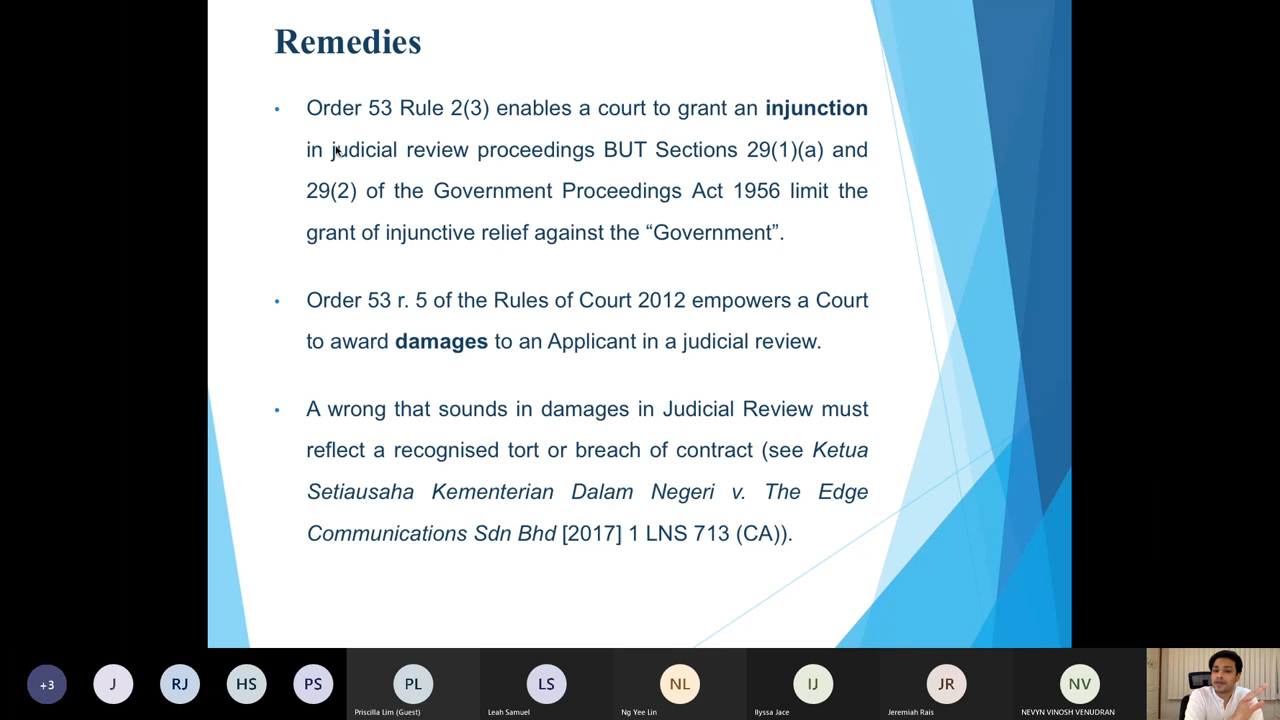 Remedies
• Order 53 Rule 2(3) enables a court to grant an injunction
in judicial review proceedings BUT Sections 29(1)(a) and
29(2) of the Government Proceedings Act 1956 limit the
grant of injunctive relief against the “Government”.
• Order 53 r. 5 of the Rules of Court 2012 empowers a Court
to award damages to an Applicant in a judicial review.
• A wrong that sounds in damages in Judicial Review must
reflect a recognised tort or breach of contract (see Ketua
Setiausaha Kementerian Dalam Negeri v. The Edge
Communications Sdn Bhd [2017] 1 LNS 713 (CA)).
+3 J RJ HS PS PL LS NL IJ JR NV
Priscilla Lim (Guest) Leah Samuel Ng Yee Lin Ilyssa Jace Jeremiah Rais NEVYN VINOSH VENUDRAN